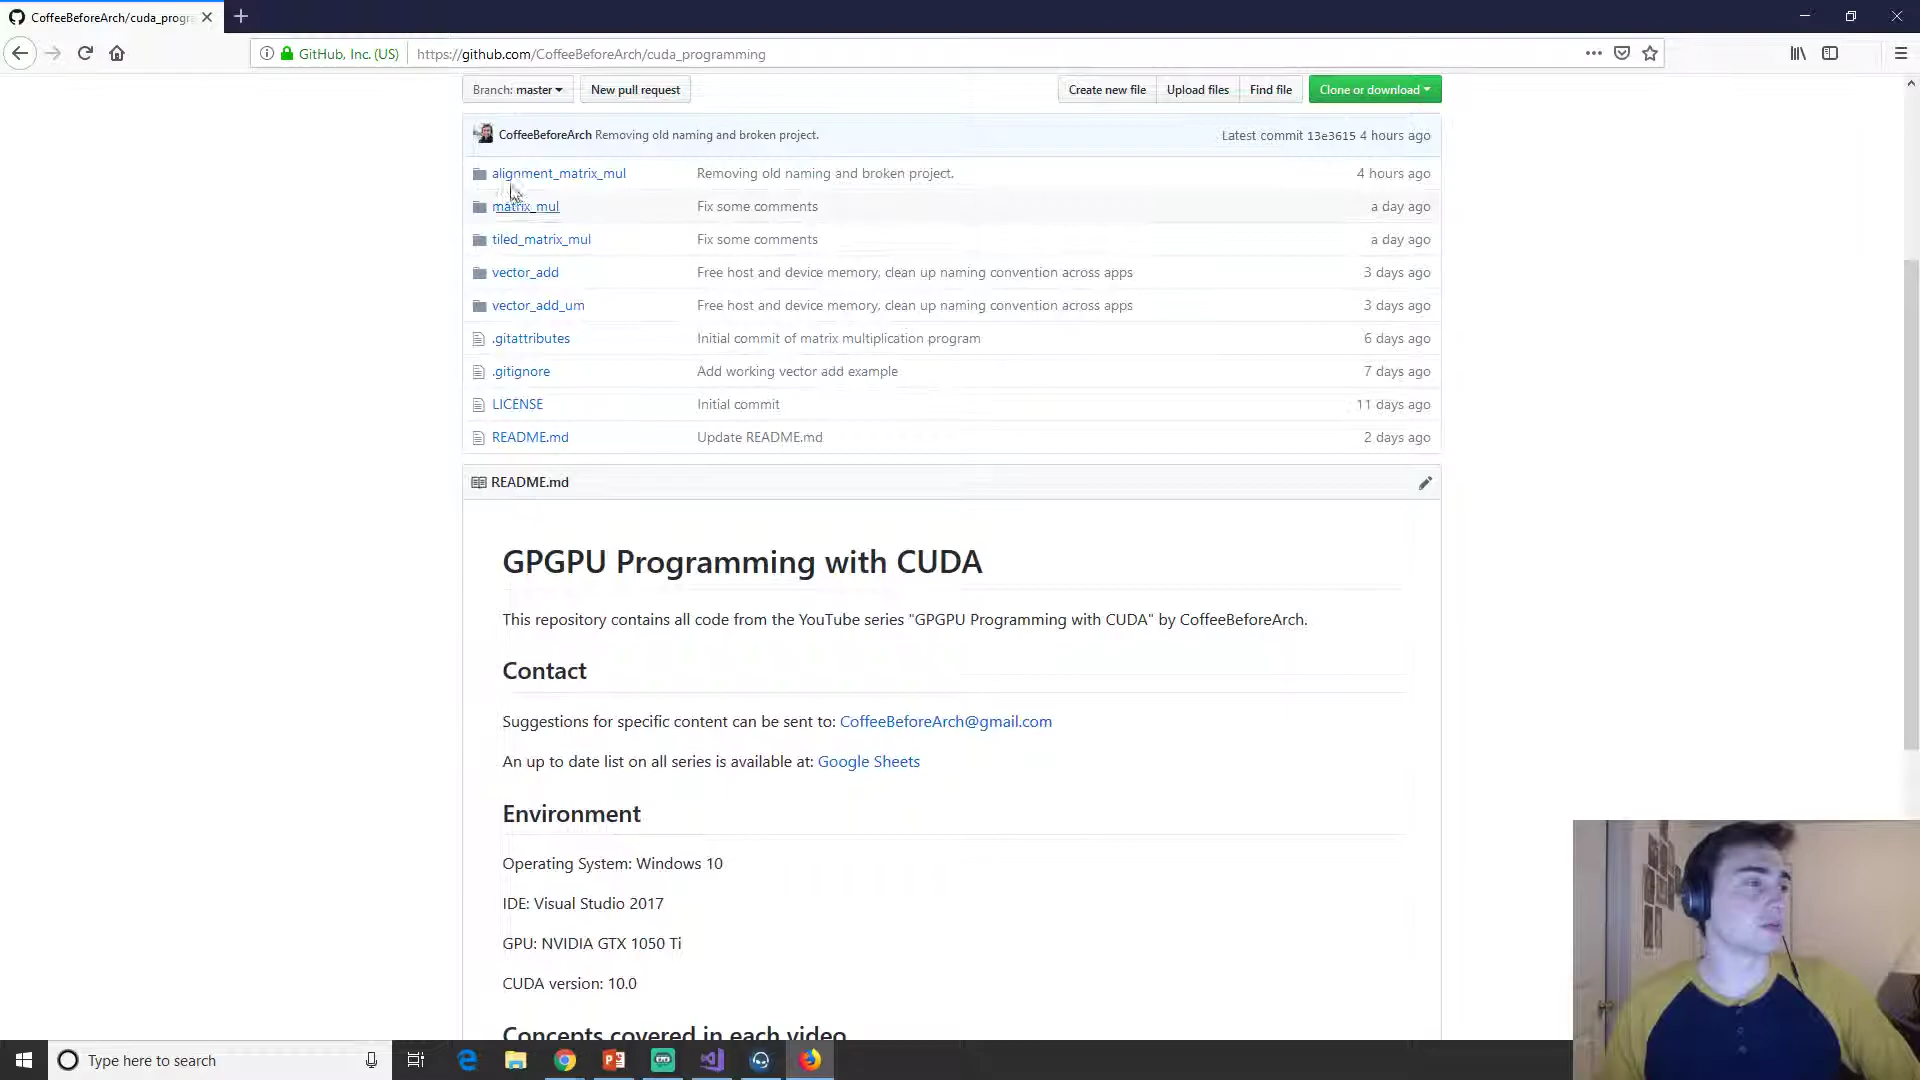 CoffeeBeforeArch/cuda_progra
GitHub, Inc. (US) https://github.com/CoffeeBeforeArch/cuda_programming
Branch: master New pull request Create new file Upload files Find file Clone or download
CoffeeBeforeArch Removing old naming and broken project. Latest commit 13e3615 4 hours ago
alignment_matrix_mul Removing old naming and broken project. 4 hours ago
matrix_mul Fix some comments a day ago
tiled_matrix_mul Fix some comments a day ago
vector_add Free host and device memory, clean up naming convention across apps 3 days ago
vector_add_um Free host and device memory, clean up naming convention across apps 3 days ago
.gitattributes Initial commit of matrix multiplication program 6 days ago
.gitignore Add working vector add example 7 days ago
LICENSE Initial commit 11 days ago
README.md Update README.md 2 days ago
README.md
GPGPU Programming with CUDA
This repository contains all code from the YouTube series "GPGPU Programming with CUDA" by CoffeeBeforeArch.
Contact
Suggestions for specific content can be sent to: CoffeeBeforeArch@gmail.com
An up to date list on all series is available at: Google Sheets
Environment
Operating System: Windows 10
IDE: Visual Studio 2017
GPU: NVIDIA GTX 1050 Ti
CUDA version: 10.0
Concepts covered in each video
Type here to search